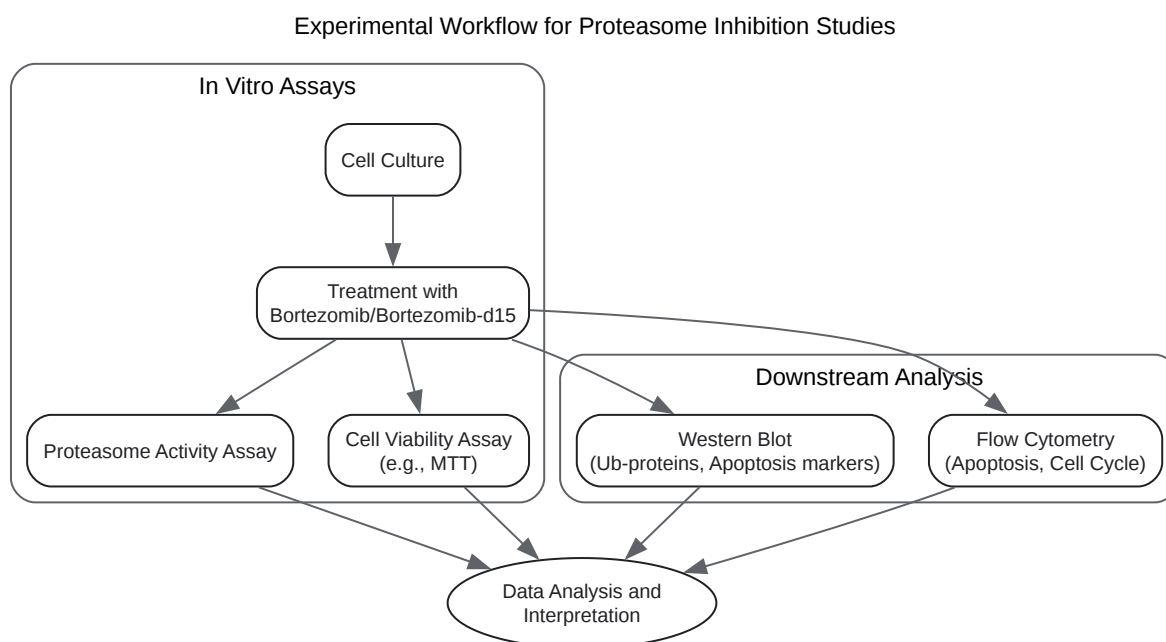 Experimental Workflow for Proteasome Inhibition Studies
In Vitro Assays
Cell Culture
Treatment with
Bortezomib/Bortezomib-d15
Downstream Analysis
Proteasome Activity Assay
Cell Viability Assay
(e.g., MTT)
Western Blot
(Ub-proteins, Apoptosis markers)
Flow Cytometry
(Apoptosis, Cell Cycle)
Data Analysis and
Interpretation